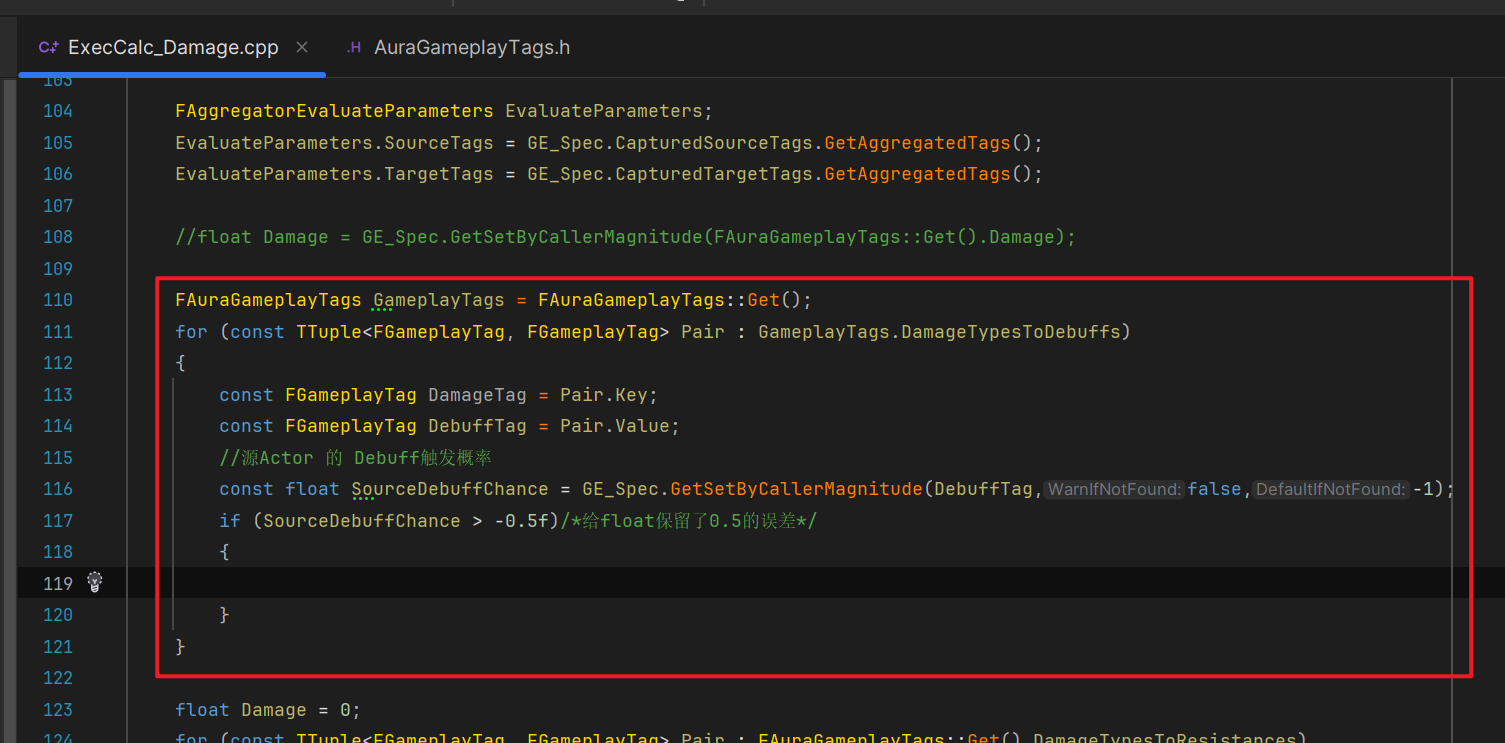 ExecCalc_Damage.cpp × .H AuraGameplayTags.h
103
104 FAggregatorEvaluateParameters EvaluateParameters;
105 EvaluateParameters.SourceTags = GE_Spec.CapturedSourceTags.GetAggregatedTags();
106 EvaluateParameters.TargetTags = GE_Spec.CapturedTargetTags.GetAggregatedTags();
107
108 //float Damage = GE_Spec.GetSetByCallerMagnitude(FAuraGameplayTags::Get().Damage);
109
110 FAuraGameplayTags GameplayTags = FAuraGameplayTags::Get();
111 for (const TTuple<FGameplayTag, FGameplayTag> Pair : GameplayTags.DamageTypesToDebuffs)
112 {
113 const FGameplayTag DamageTag = Pair.Key;
114 const FGameplayTag DebuffTag = Pair.Value;
115 //源Actor 的 Debuff触发概率
116 const float SourceDebuffChance = GE_Spec.GetSetByCallerMagnitude(DebuffTag, WarnIfNotFound: false, DefaultIfNotFound: -1);
117 if (SourceDebuffChance > -0.5f)/*给float保留了0.5的误差*/
118 {
119
120 }
121 }
122
123 float Damage = 0;
124 for (const TTuple<FGameplayTag, FGameplayTag> Pair : FAuraGameplayTags::Get().DamageTypesToResistances)